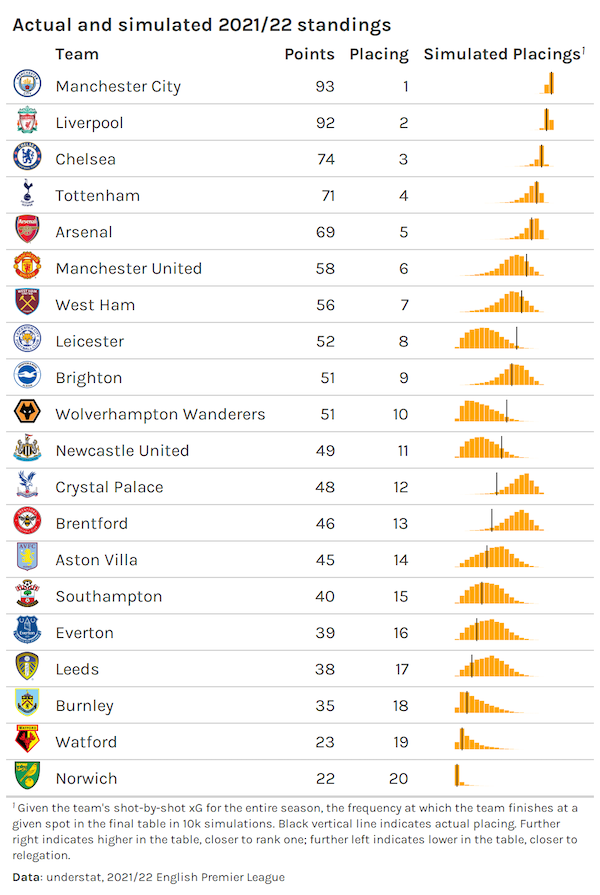 Actual and simulated 2021/22 standings
Team Points Placing Simulated Placings¹
Manchester City 93 1
Liverpool 92 2
Chelsea 74 3
Tottenham 71 4
Arsenal 69 5
Manchester United 58 6
West Ham 56 7
Leicester 52 8
Brighton 51 9
Wolverhampton Wanderers 51 10
Newcastle United 49 11
Crystal Palace 48 12
Brentford 46 13
Aston Villa 45 14
Southampton 40 15
Everton 39 16
Leeds 38 17
Burnley 35 18
Watford 23 19
Norwich 22 20
¹ Given the team's shot-by-shot xG for the entire season, the frequency at which the team finishes at a
given spot in the final table in 10k simulations. Black vertical line indicates actual placing. Further
right indicates higher in the table, closer to rank one; further left indicates lower in the table, closer to
relegation.
Data: understat, 2021/22 English Premier League